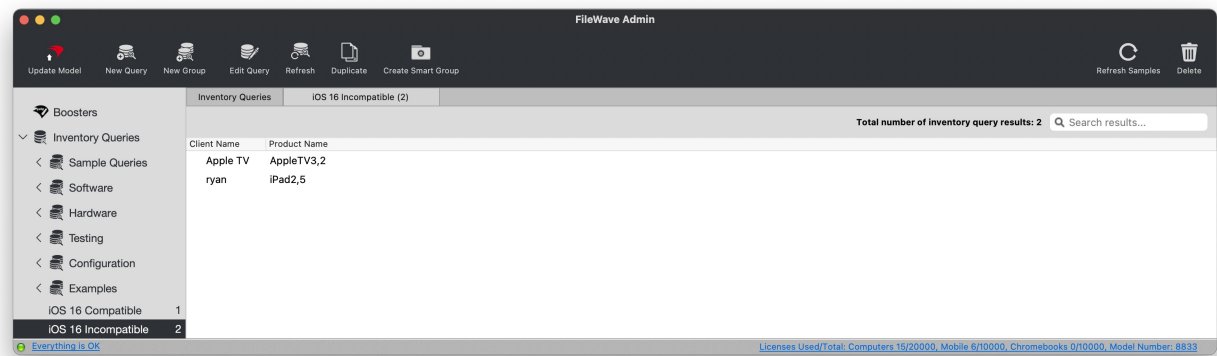 FileWave Admin
Update Model
New Query
New Group
Edit Query
Refresh
Duplicate
Create Smart Group
Refresh Samples
Delete
Boosters
Inventory Queries
Sample Queries
Software
Hardware
Testing
Configuration
Examples
iOS 16 Compatible 1
iOS 16 Incompatible 2
Inventory Queries
iOS 16 Incompatible (2)
Total number of inventory query results: 2
Search results...
Client Name Product Name
Apple TV AppleTV3,2
ryan iPad2,5
Everything is OK
Licenses Used/Total: Computers 15/20000, Mobile 6/10000, Chromebooks 0/10000, Model Number: 8833